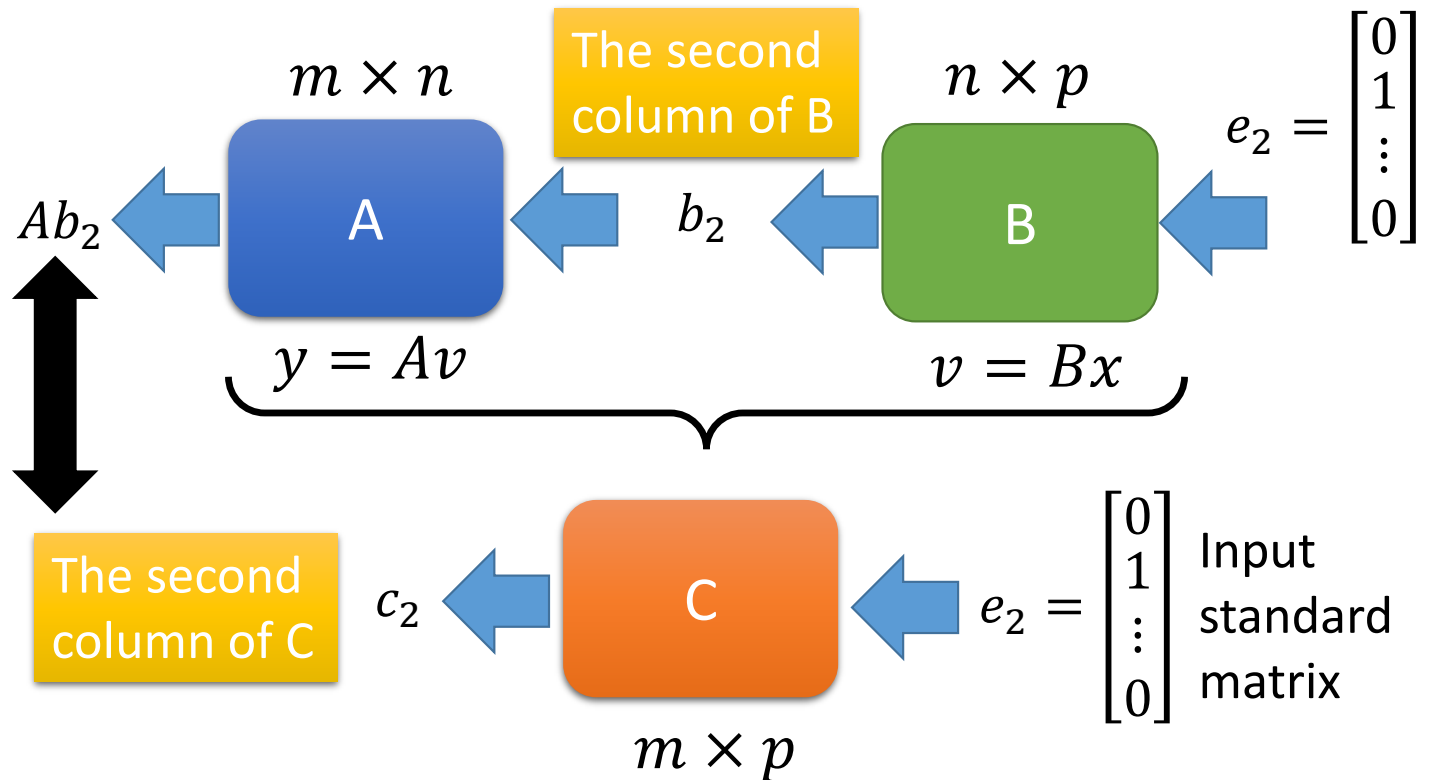 The second
column of B
m × n
n × p
e₂ = [0 1 ⋮ 0]
A
B
Ab₂
b₂
y = Av
v = Bx
The second
column of C
c₂
C
e₂ = [0 1 ⋮ 0]
Input
standard
matrix
m × p